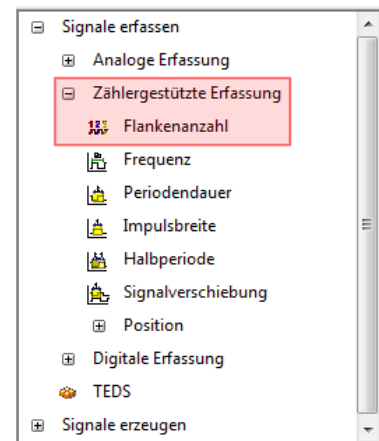 Signale erfassen
Analoge Erfassung
Zählergestützte Erfassung
Flankenanzahl
Frequenz
Periodendauer
Impulsbreite
Halbperiode
Signalverschiebung
Position
Digitale Erfassung
TEDS
Signale erzeugen